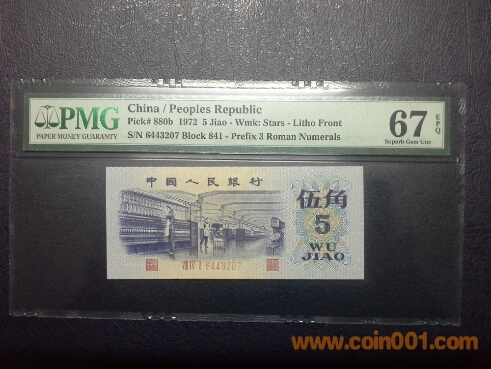 PMG
PAPER MONEY GUARANTY
China / Peoples Republic
Pick# 880b 1972 5 Jiao - Wmk: Stars - Litho Front
S/N 6443207 Block 841 - Prefix 3 Roman Numerals
67 EPQ
Superb Gem Unc
中國人民銀行
伍角
5
WU
JIAO
VIII IV I 6443207
www.coin001.com